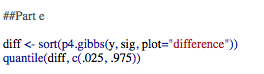 ##Part e
diff <- sort(p4.gibbs(y, sig, plot="difference"))
quantile(diff, c(.025, .975))